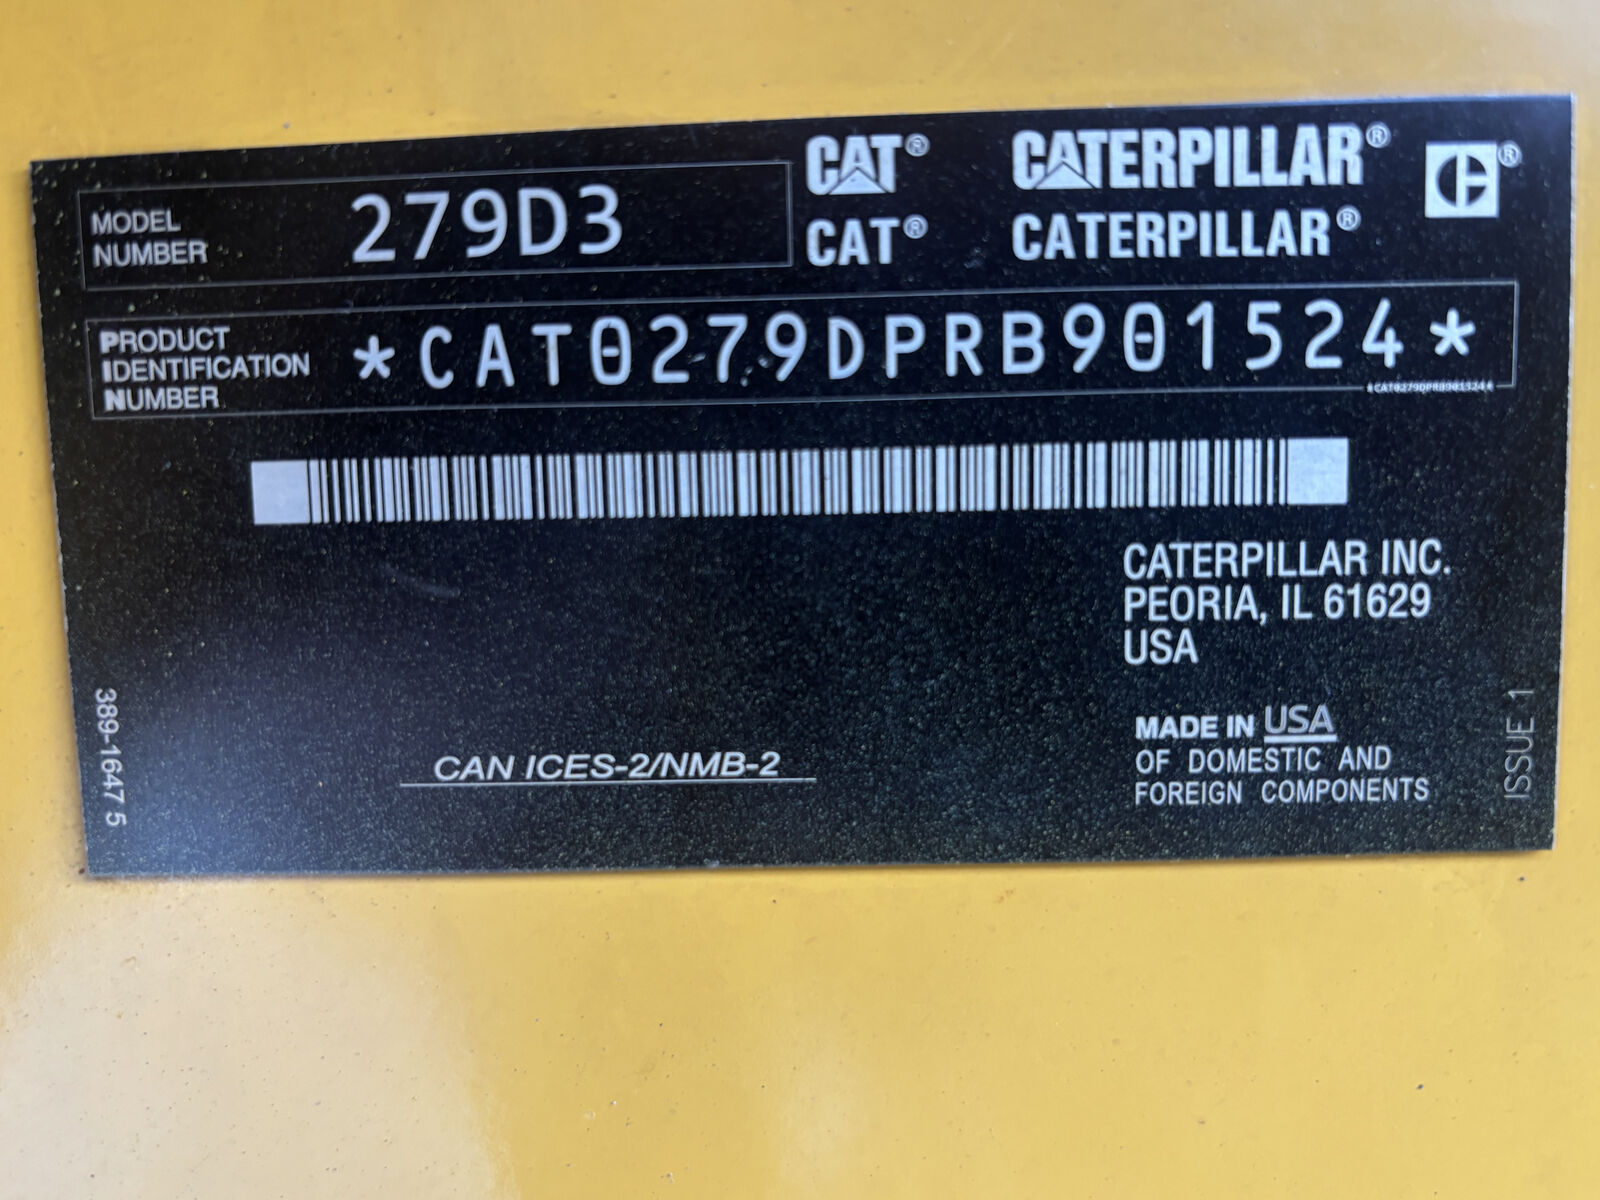 MODEL
NUMBER
279D3
CAT® CATERPILLAR®
CAT® CATERPILLAR®
PRODUCT
IDENTIFICATION
NUMBER
*CAT0279DPRB901524*
*CAT0279DPRB901524*
CATERPILLAR INC.
PEORIA, IL 61629
USA
MADE IN USA
OF DOMESTIC AND
FOREIGN COMPONENTS
CAN ICES-2/NMB-2
389-1647 5
ISSUE 1